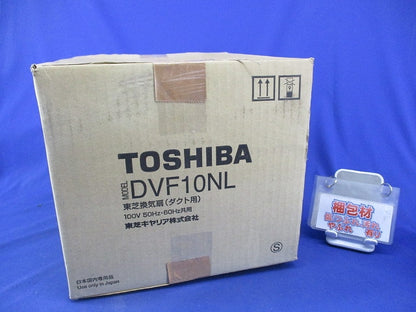 TOSHIBA
MODEL DVF10NL
東芝換気扇(ダクト用)
100V 50Hz-60Hz共用
東芝キヤリア株式会社
S
日本国内専用品
Use only in Japan
梱包材